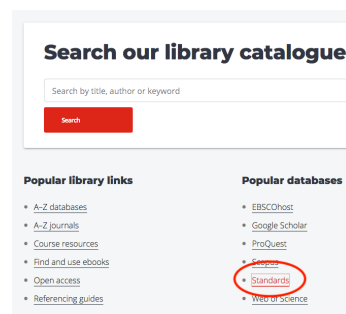 Search our library catalogue
Search by title, author or keyword
Search
Popular library links
A–Z databases
A–Z journals
Course resources
Find and use ebooks
Open access
Referencing guides
Popular databases
EBSCOhost
Google Scholar
ProQuest
Scopus
Standards
Web of Science